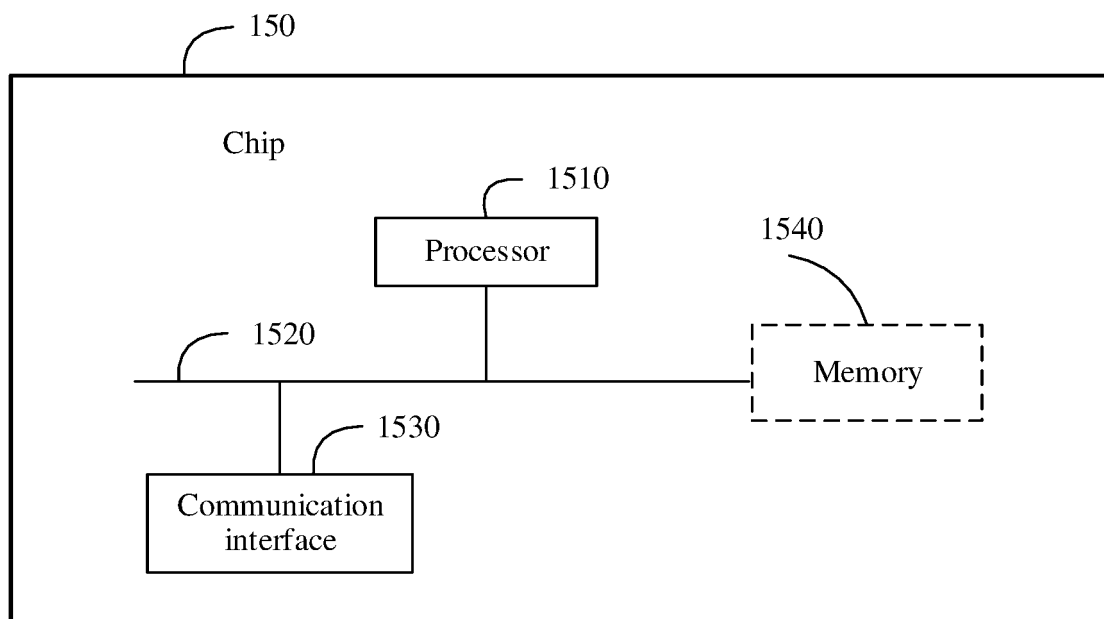 150
Chip
1510
Processor
1540
1520
Memory
1530
Communication
interface